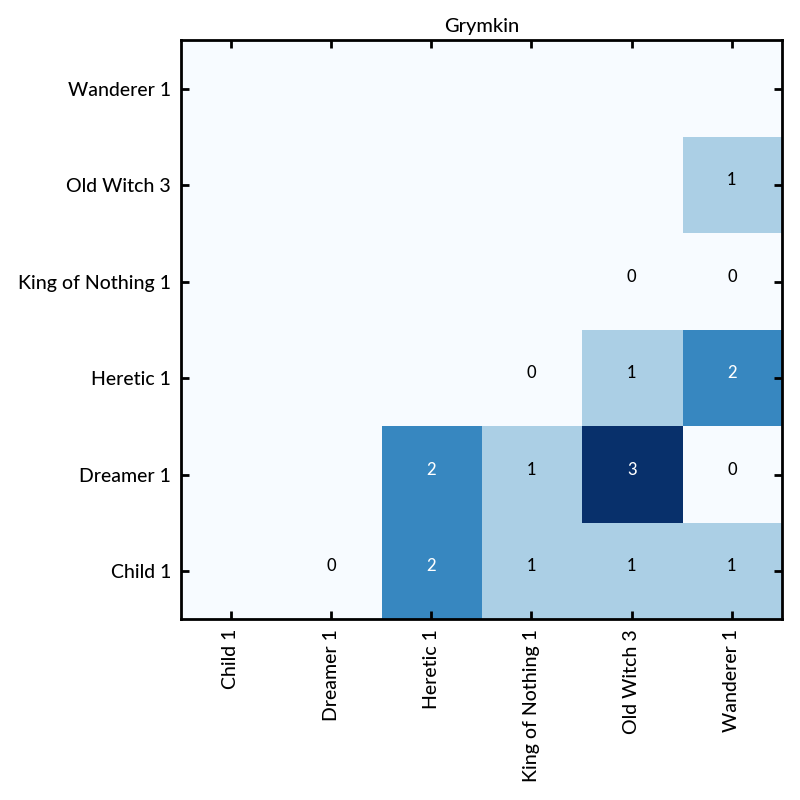 Grymkin
Wanderer 1
Old Witch 3 1
King of Nothing 1 0 0
Heretic 1 0 1 2
Dreamer 1 2 1 3 0
Child 1 0 2 1 1 1
Child 1
Dreamer 1
Heretic 1
King of Nothing 1
Old Witch 3
Wanderer 1